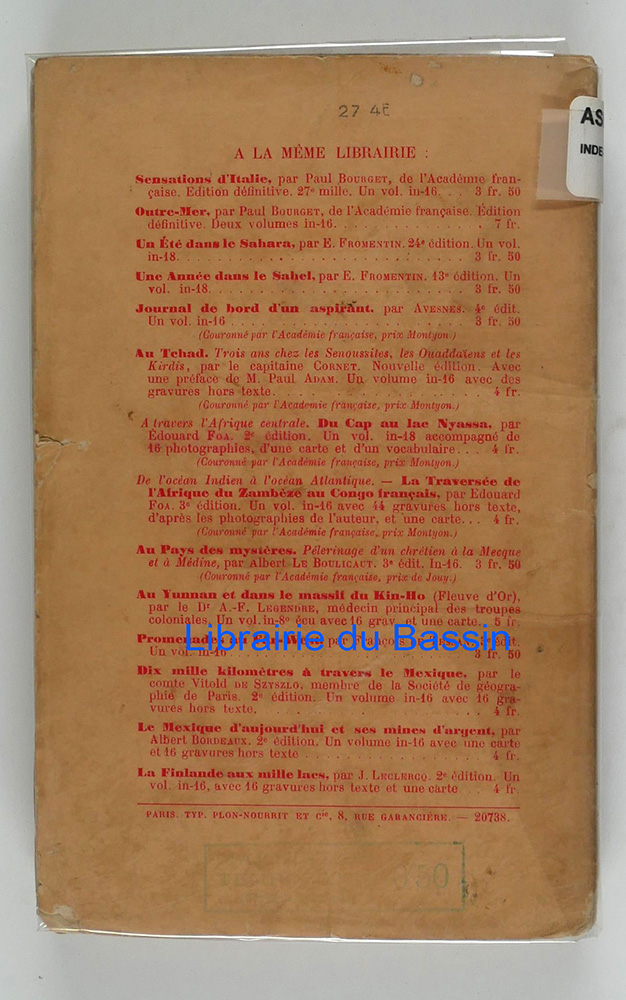 27 4E
AS
INDE
A LA MÊME LIBRAIRIE :
Sensations d'Italie, par Paul BOURGET, de l'Académie fran-
çaise. Edition définitive. 27e mille. Un vol. in-16. . . 3 fr. 50
Outre-Mer, par Paul BOURGET, de l'Académie française. Édition
définitive. Deux volumes in-16. . . . . . . . . . . . . . . . 7 fr.
Un Été dans le Sahara, par E. FROMENTIN. 24e édition. Un vol.
in-18. . . . . . . . . . . . . . . . . . . . . . . . . . . 3 fr. 50
Une Année dans le Sahel, par E. FROMENTIN. 13e édition. Un
vol. in-18. . . . . . . . . . . . . . . . . . . . . . . . 3 fr. 50
Journal de bord d'un aspirant, par AVESNES. 4e édit.
Un vol. in-16 . . . . . . . . . . . . . . . . . . . . . . 3 fr. 50
(Couronné par l'Académie française, prix Montyon.)
Au Tchad. Trois ans chez les Senoussites, les Ouaddaïens et les
Kirdis, par le capitaine CORNET. Nouvelle édition. Avec
une préface de M. Paul ADAM. Un volume in-16 avec des
gravures hors texte. . . . . . . . . . . . . . . . . . . . . 4 fr.
(Couronné par l'Academie française, prix Montyon.)
A travers l'Afrique centrale. Du Cap au lac Nyassa, par
Édouard FOA. 2e édition. Un vol. in-18 accompagné de
16 photographies, d'une carte et d'un vocabulaire. . . 4 fr.
(Couronné par l'Académie française, prix Montyon.)
De l'océan Indien à l'océan Atlantique. — La Traversée de
l'Afrique du Zambèze au Congo français, par Edouard
FOA. 3e édition. Un vol. in-16 avec 44 gravures hors texte,
d'après les photographies de l'auteur, et une carte. . . 4 fr.
(Couronné par l'Académie française, prix Montyon.)
Au Pays des mystères. Pélerinage d'un chrétien à la Mecque
et à Médine, par Albert LE BOULICAUT. 3e édit. In-16. 3 fr. 50
(Couronné par l'Académie française, prix de Jouy.)
Au Yunnan et dans le massif du Kin-Ho (Fleuve d'Or),
par le Dr A.-F. LEGENDRE, médecin principal des troupes
coloniales. Un vol. in-8o écu avec 16 grav. et une carte.. 5 fr.
Promenades en par François édit.
Un vol. in-16. . . . 3 fr. 50
Librairie du Bassin
Dix mille kilomètres à travers le Mexique, par le
comte Vitold DE SZYSZLO, membre de la Société de géogra-
phie de Paris. 2e édition. Un volume in-16 avec 16 gra-
vures hors texte. . . . . . . . . . . . . . . . . . . . . 4 fr.
Le Mexique d'aujourd'hui et ses mines d'argent, par
Albert BORDEAUX. 2e édition. Un volume in-16 avec une carte
et 16 gravures hors texte . . . . . . . . . . . . . . . . 4 fr.
La Finlande aux mille lacs, par J. LECLERCQ. 2e édition. Un
vol. in-16, avec 16 gravures hors texte et une carte . . 4 fr.
PARIS. TYP. PLON-NOURRIT ET Cie, 8, RUE GARANCIÈRE. — 20738.